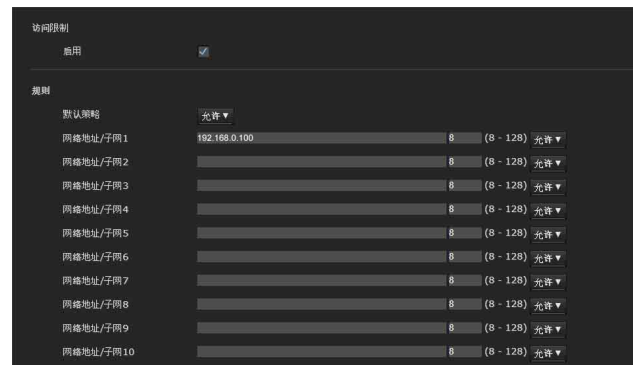 访问限制
启用
规则
默认策略 允许▼
网络地址/子网1 192.168.0.100 8 (8 - 128) 允许▼
网络地址/子网2 8 (8 - 128) 允许▼
网络地址/子网3 8 (8 - 128) 允许▼
网络地址/子网4 8 (8 - 128) 允许▼
网络地址/子网5 8 (8 - 128) 允许▼
网络地址/子网6 8 (8 - 128) 允许▼
网络地址/子网7 8 (8 - 128) 允许▼
网络地址/子网8 8 (8 - 128) 允许▼
网络地址/子网9 8 (8 - 128) 允许▼
网络地址/子网10 8 (8 - 128) 允许▼